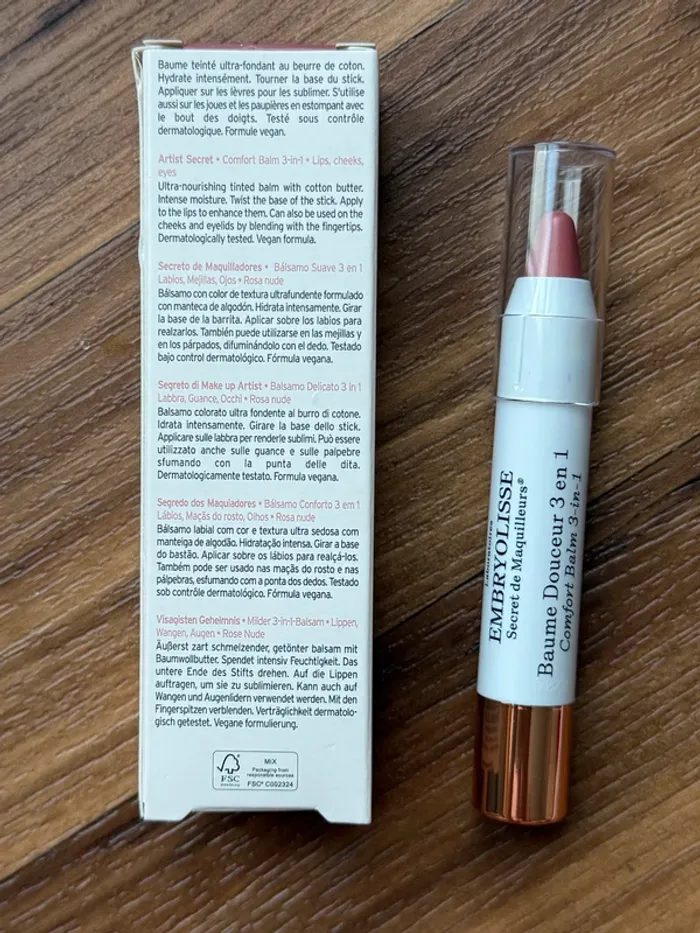 Baume teinté ultra-fondant au beurre de coton.
Hydrate intensément. Tourner la base du stick.
Appliquer sur les lèvres pour les sublimer. S'utilise
aussi sur les joues et les paupières en estompant avec
le bout des doigts. Testé sous contrôle
dermatologique. Formule vegan.
Artist Secret • Comfort Balm 3-in-1 • Lips, cheeks,
eyes
Ultra-nourishing tinted balm with cotton butter.
Intense moisture. Twist the base of the stick. Apply
to the lips to enhance them. Can also be used on the
cheeks and eyelids by blending with the fingertips.
Dermatologically tested. Vegan formula.
Secreto de Maquilladores • Bálsamo Suave 3 en 1
Labios, Mejillas, Ojos • Rosa nude
Bálsamo con color de textura ultrafundente formulado
con manteca de algodón. Hidrata intensamente. Girar
la base de la barrita. Aplicar sobre los labios para
realzarlos. También puede utilizarse en las mejillas y
en los párpados, difuminándolo con el dedo. Testado
bajo control dermatológico. Fórmula vegana.
Segreto di Make up Artist • Balsamo Delicato 3 in 1
Labbra, Guance, Occhi • Rosa nude
Balsamo colorato ultra fondente al burro di cotone.
Idrata intensamente. Girare la base dello stick.
Applicare sulle labbra per renderle sublimi. Può essere
utilizzato anche sulle guance e sulle palpebre
sfumando con la punta delle dita.
Dermatologicamente testato. Formula vegana.
Segredo dos Maquiadores • Bálsamo Conforto 3 em 1
Lábios, Maçãs do rosto, Olhos • Rosa nude
Bálsamo labial com cor e textura ultra sedosa com
manteiga de algodão. Hidratação intensa. Girar a base
do bastão. Aplicar sobre os lábios para realçá-los.
Também pode ser usado nas maçãs do rosto e nas
pálpebras, esfumando com a ponta dos dedos. Testado
sob contrôle dermatológico. Fórmula vegana.
Visagisten Geheimnis • Milder 3-in-1-Balsam • Lippen,
Wangen, Augen • Rose Nude
Äußerst zart schmelzender, getönter balsam mit
Baumwollbutter. Spendet intensiv Feuchtigkeit. Das
untere Ende des Stifts drehen. Auf die Lippen
auftragen, um sie zu sublimieren. Kann auch auf
Wangen und Augenlidern verwendet werden. Mit den
Fingerspitzen verblenden. Verträglichkeit dermatolo-
gisch getestet. Vegane formulierung.
FSC
MIX
Packaging from
responsible sources
FSC® C002324
Laboratoires
EMBRYOLISSE
Secret de Maquilleurs®
Baume Douceur 3 en 1
Comfort Balm 3-in-1